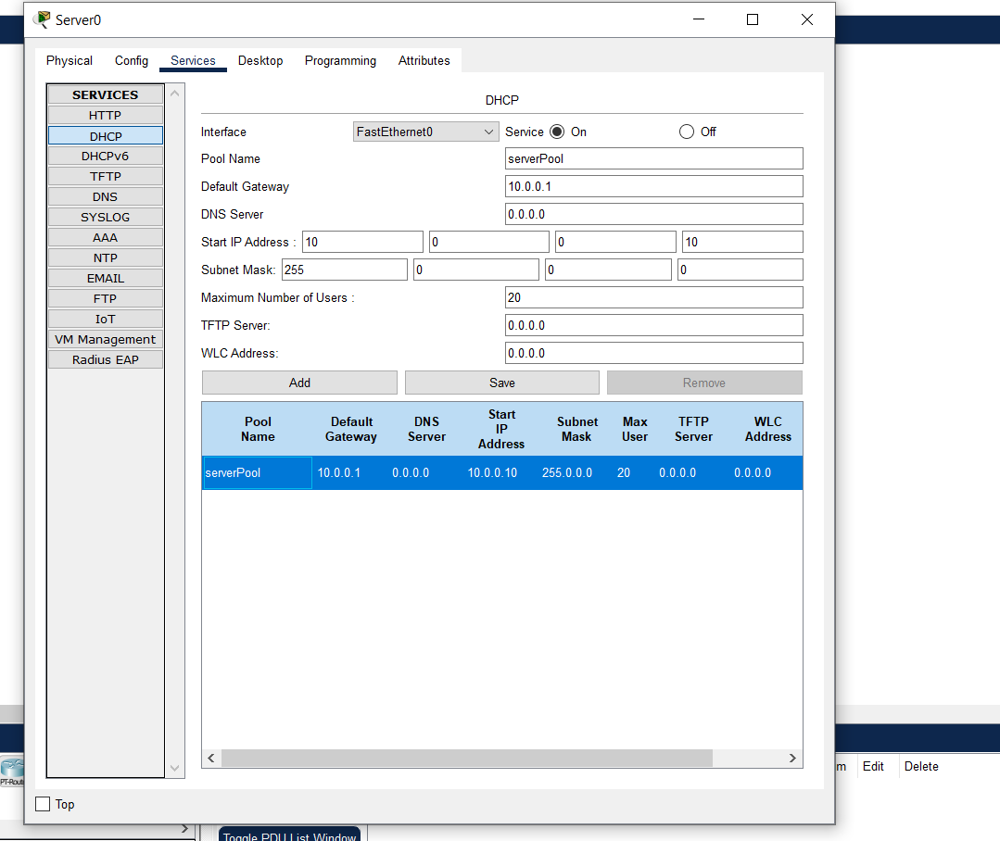 Server0
Physical Config Services Desktop Programming Attributes
SERVICES
HTTP
DHCP
DHCPv6
TFTP
DNS
SYSLOG
AAA
NTP
EMAIL
FTP
IoT
VM Management
Radius EAP
DHCP
Interface FastEthernet0 Service On Off
Pool Name serverPool
Default Gateway 10.0.0.1
DNS Server 0.0.0.0
Start IP Address : 10 0 0 10
Subnet Mask: 255 0 0 0
Maximum Number of Users : 20
TFTP Server: 0.0.0.0
WLC Address: 0.0.0.0
Add Save Remove
Pool Name Default Gateway DNS Server Start IP Address Subnet Mask Max User TFTP Server WLC Address
serverPool 10.0.0.1 0.0.0.0 10.0.0.10 255.0.0.0 20 0.0.0.0 0.0.0.0
Top
m Edit Delete
Toggle PDU List Window